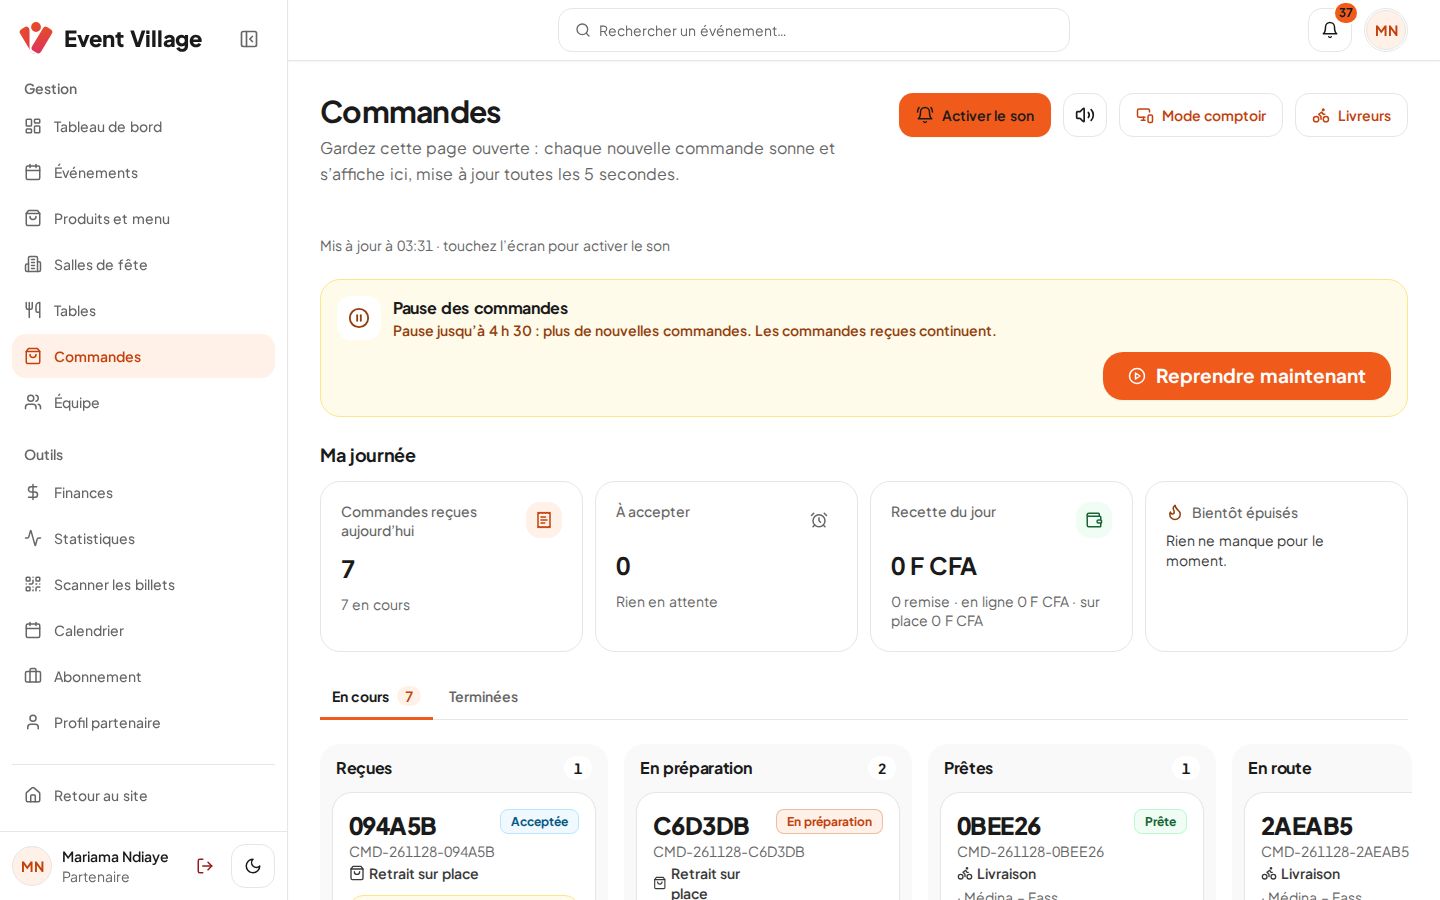 Event Village
Gestion
Tableau de bord
Événements
Produits et menu
Salles de fête
Tables
Commandes
Équipe
Outils
Finances
Statistiques
Scanner les billets
Calendrier
Abonnement
Profil partenaire
Retour au site
MN
Mariama Ndiaye
Partenaire
Rechercher un événement...
37
MN
Commandes
Gardez cette page ouverte : chaque nouvelle commande sonne et
s'affiche ici, mise à jour toutes les 5 secondes.
Activer le son
Mode comptoir
Livreurs
Mis à jour à 03:31 · touchez l'écran pour activer le son
Pause des commandes
Pause jusqu'à 4 h 30 : plus de nouvelles commandes. Les commandes reçues continuent.
Reprendre maintenant
Ma journée
Commandes reçues
aujourd'hui
7
7 en cours
À accepter
0
Rien en attente
Recette du jour
0 F CFA
0 remise · en ligne 0 F CFA · sur
place 0 F CFA
Bientôt épuisés
Rien ne manque pour le
moment.
En cours 7
Terminées
Reçues 1
094A5B
Acceptée
CMD-261128-094A5B
Retrait sur place
En préparation 2
C6D3DB
En préparation
CMD-261128-C6D3DB
Retrait sur
place
Prêtes 1
0BEE26
Prête
CMD-261128-0BEE26
Livraison
· Médina – Fass
En route
2AEAB5
CMD-261128-2AEAB5
Livraison
· Médina – Fass